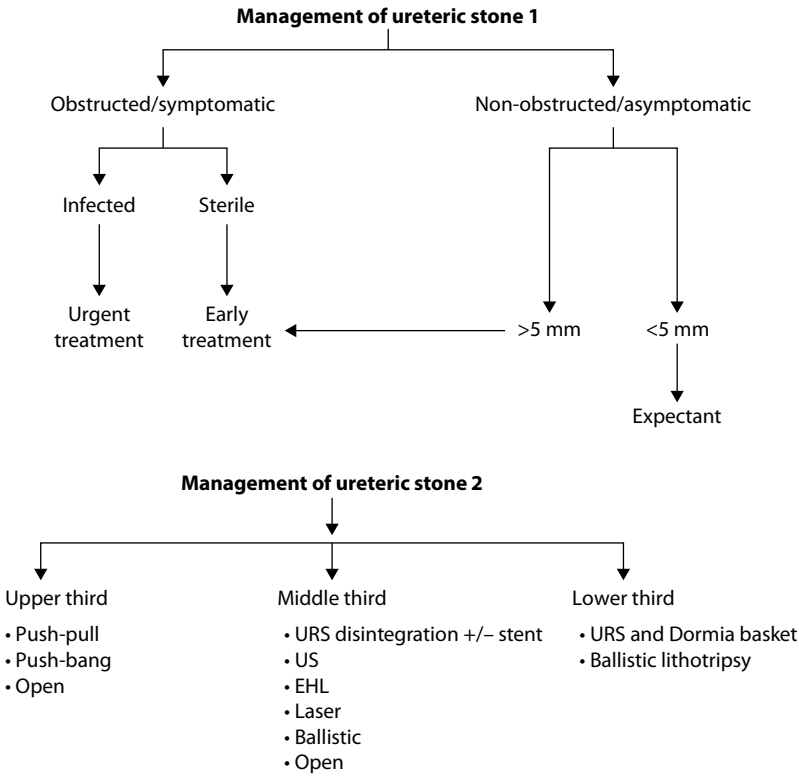 Management of ureteric stone 1
Obstructed/symptomatic
Non-obstructed/asymptomatic
Infected
Sterile
Urgent
treatment
Early
treatment
>5 mm
<5 mm
Expectant
Management of ureteric stone 2
Upper third
• Push-pull
• Push-bang
• Open
Middle third
• URS disintegration +/– stent
• US
• EHL
• Laser
• Ballistic
• Open
Lower third
• URS and Dormia basket
• Ballistic lithotripsy